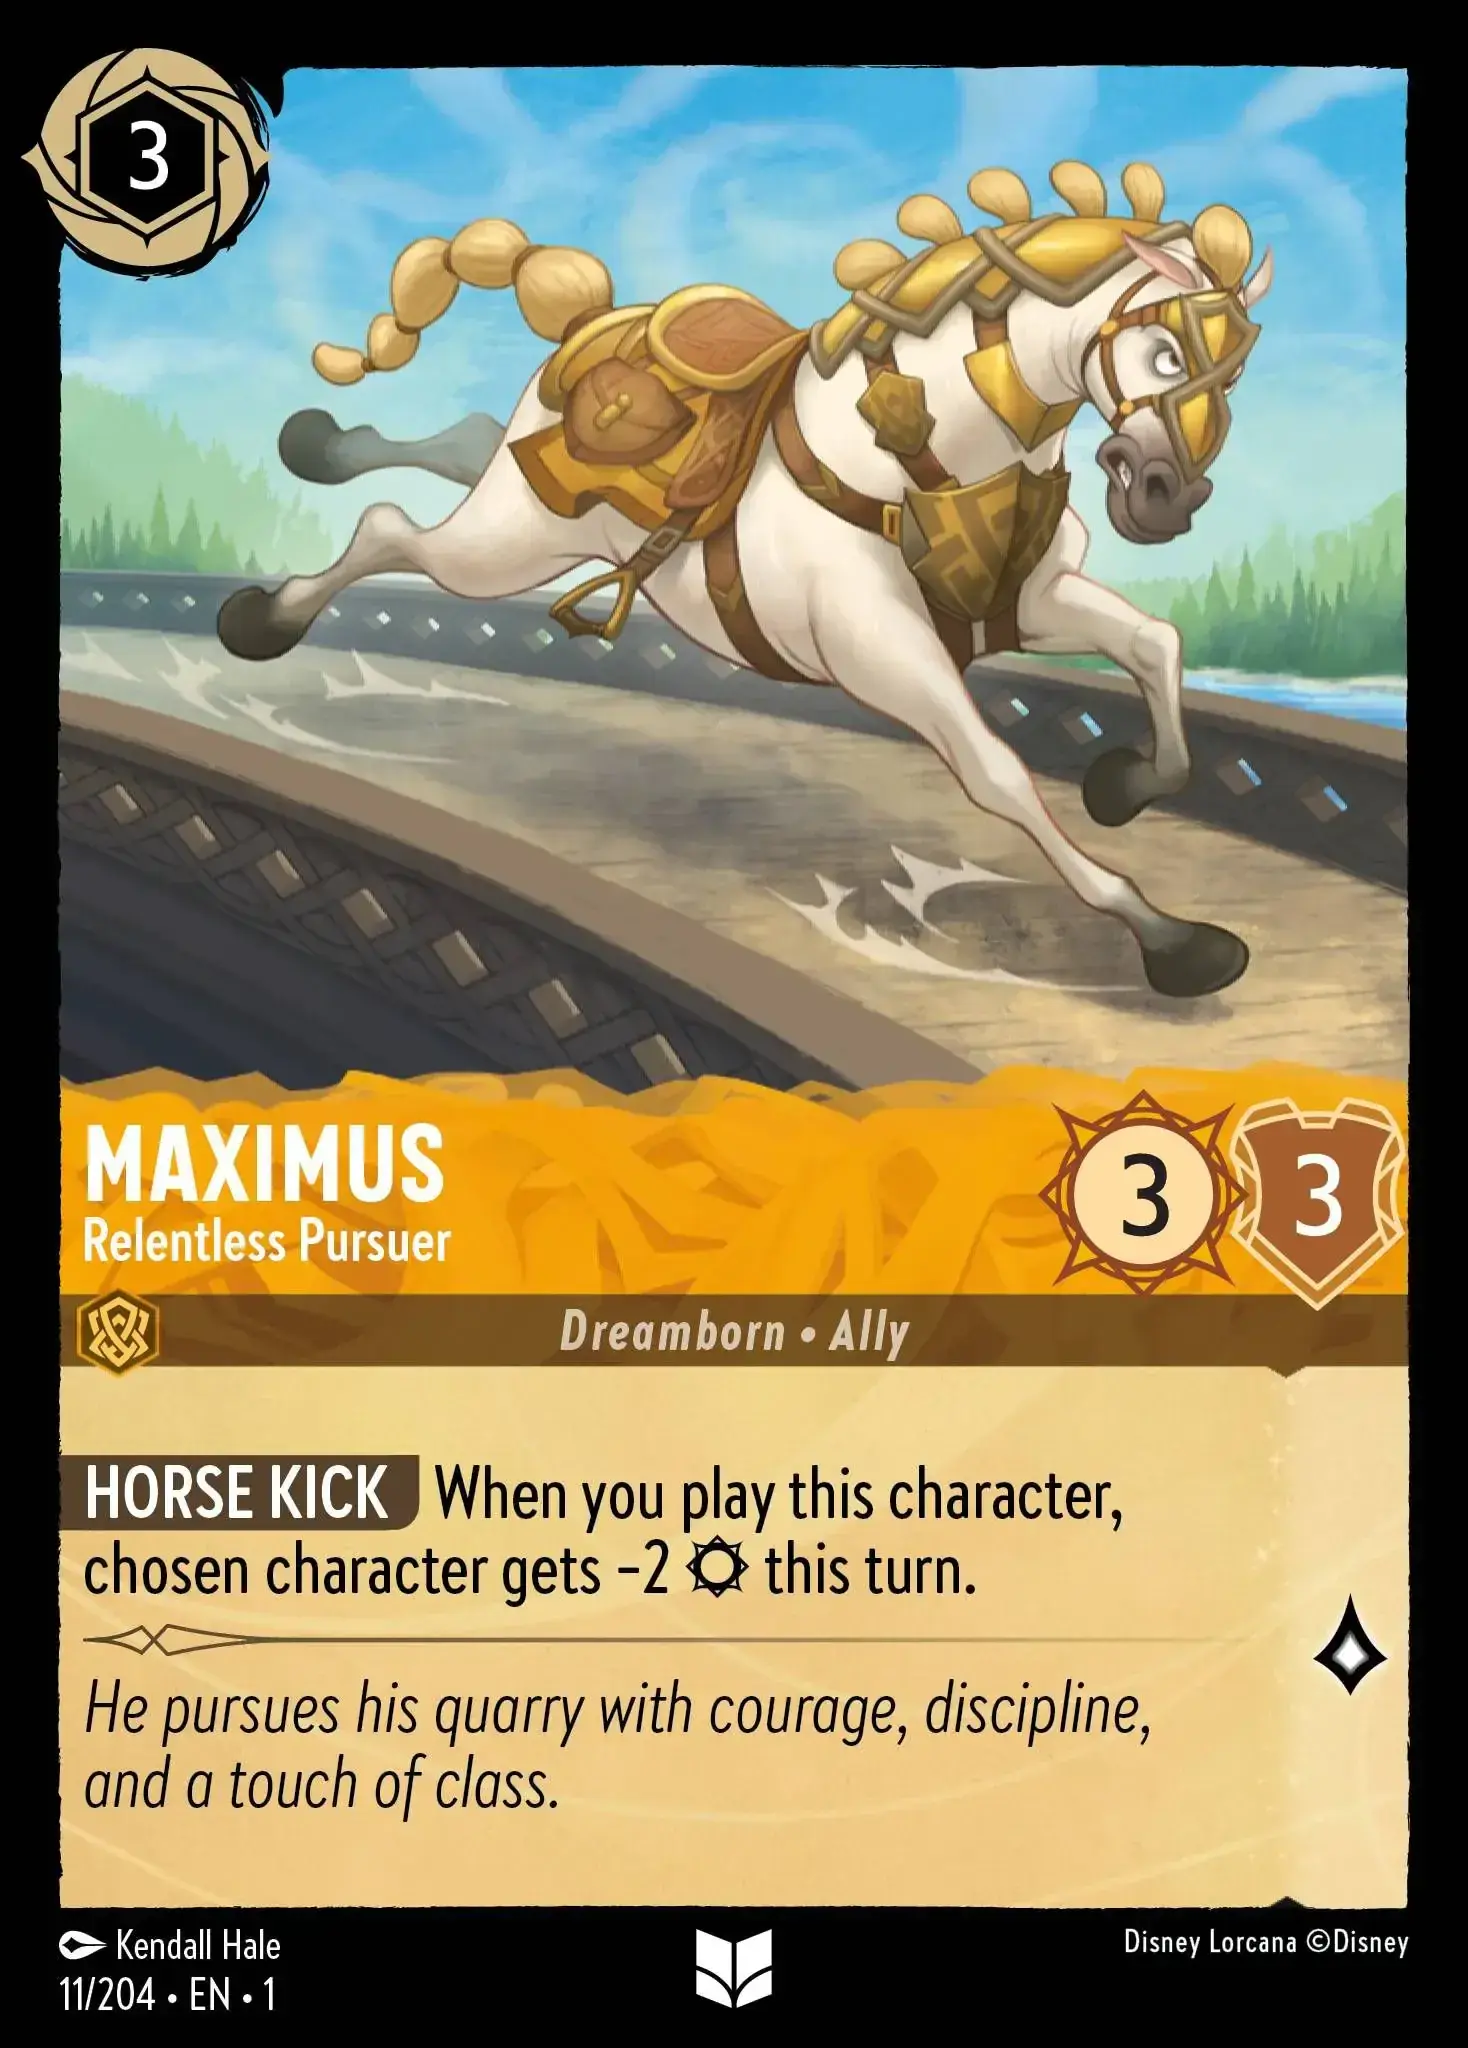 3
MAXIMUS
Relentless Pursuer
3
3
Dreamborn • Ally
HORSE KICK When you play this character,
chosen character gets -2 this turn.
He pursues his quarry with courage, discipline,
and a touch of class.
Kendall Hale
Disney Lorcana ©Disney
11/204 • EN • 1